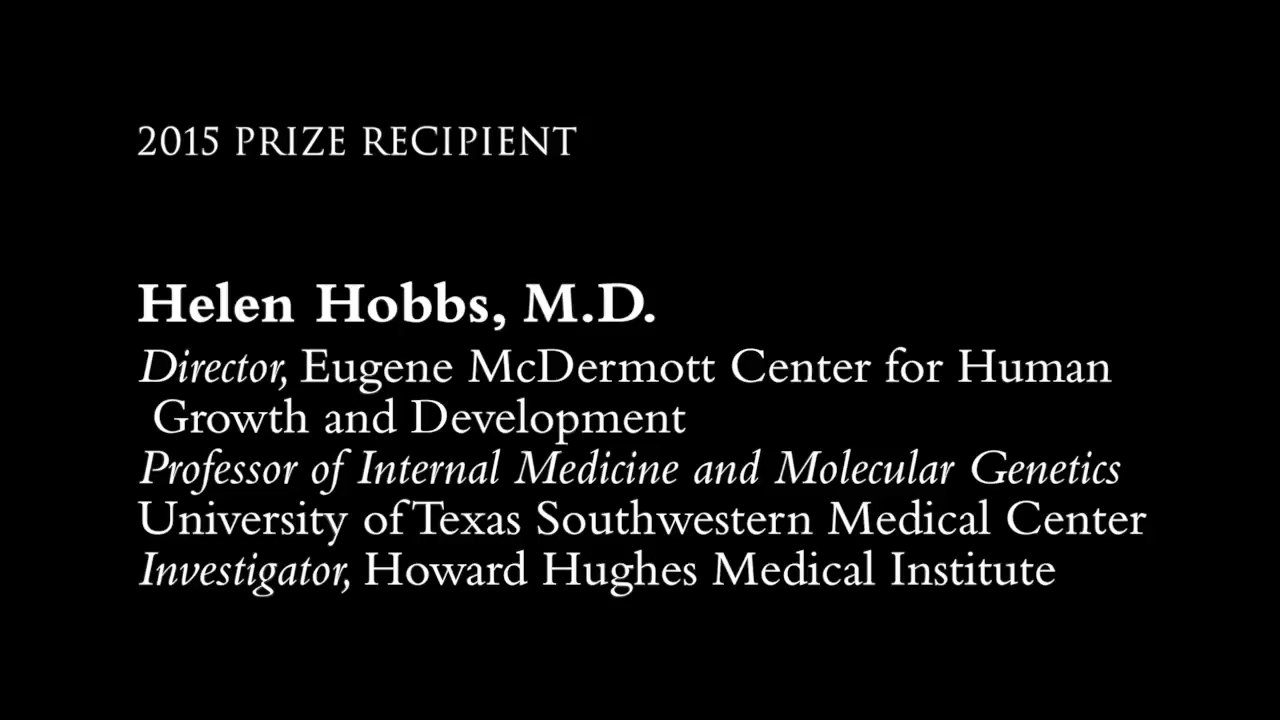 2015 PRIZE RECIPIENT
Helen Hobbs, M.D.
Director, Eugene McDermott Center for Human
Growth and Development
Professor of Internal Medicine and Molecular Genetics
University of Texas Southwestern Medical Center
Investigator, Howard Hughes Medical Institute